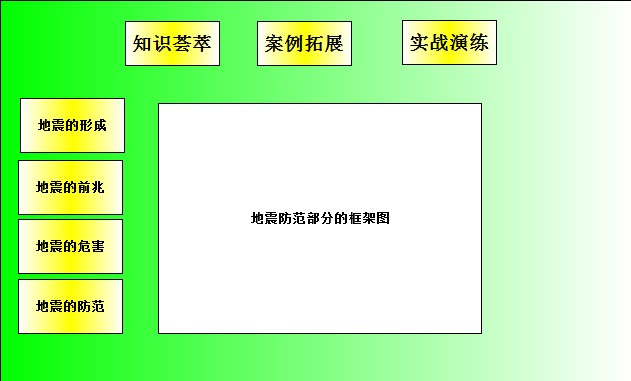 知识荟萃
案例拓展
实战演练
地震的形成
地震的前兆
地震防范部分的框架图
地震的危害
地震的防范